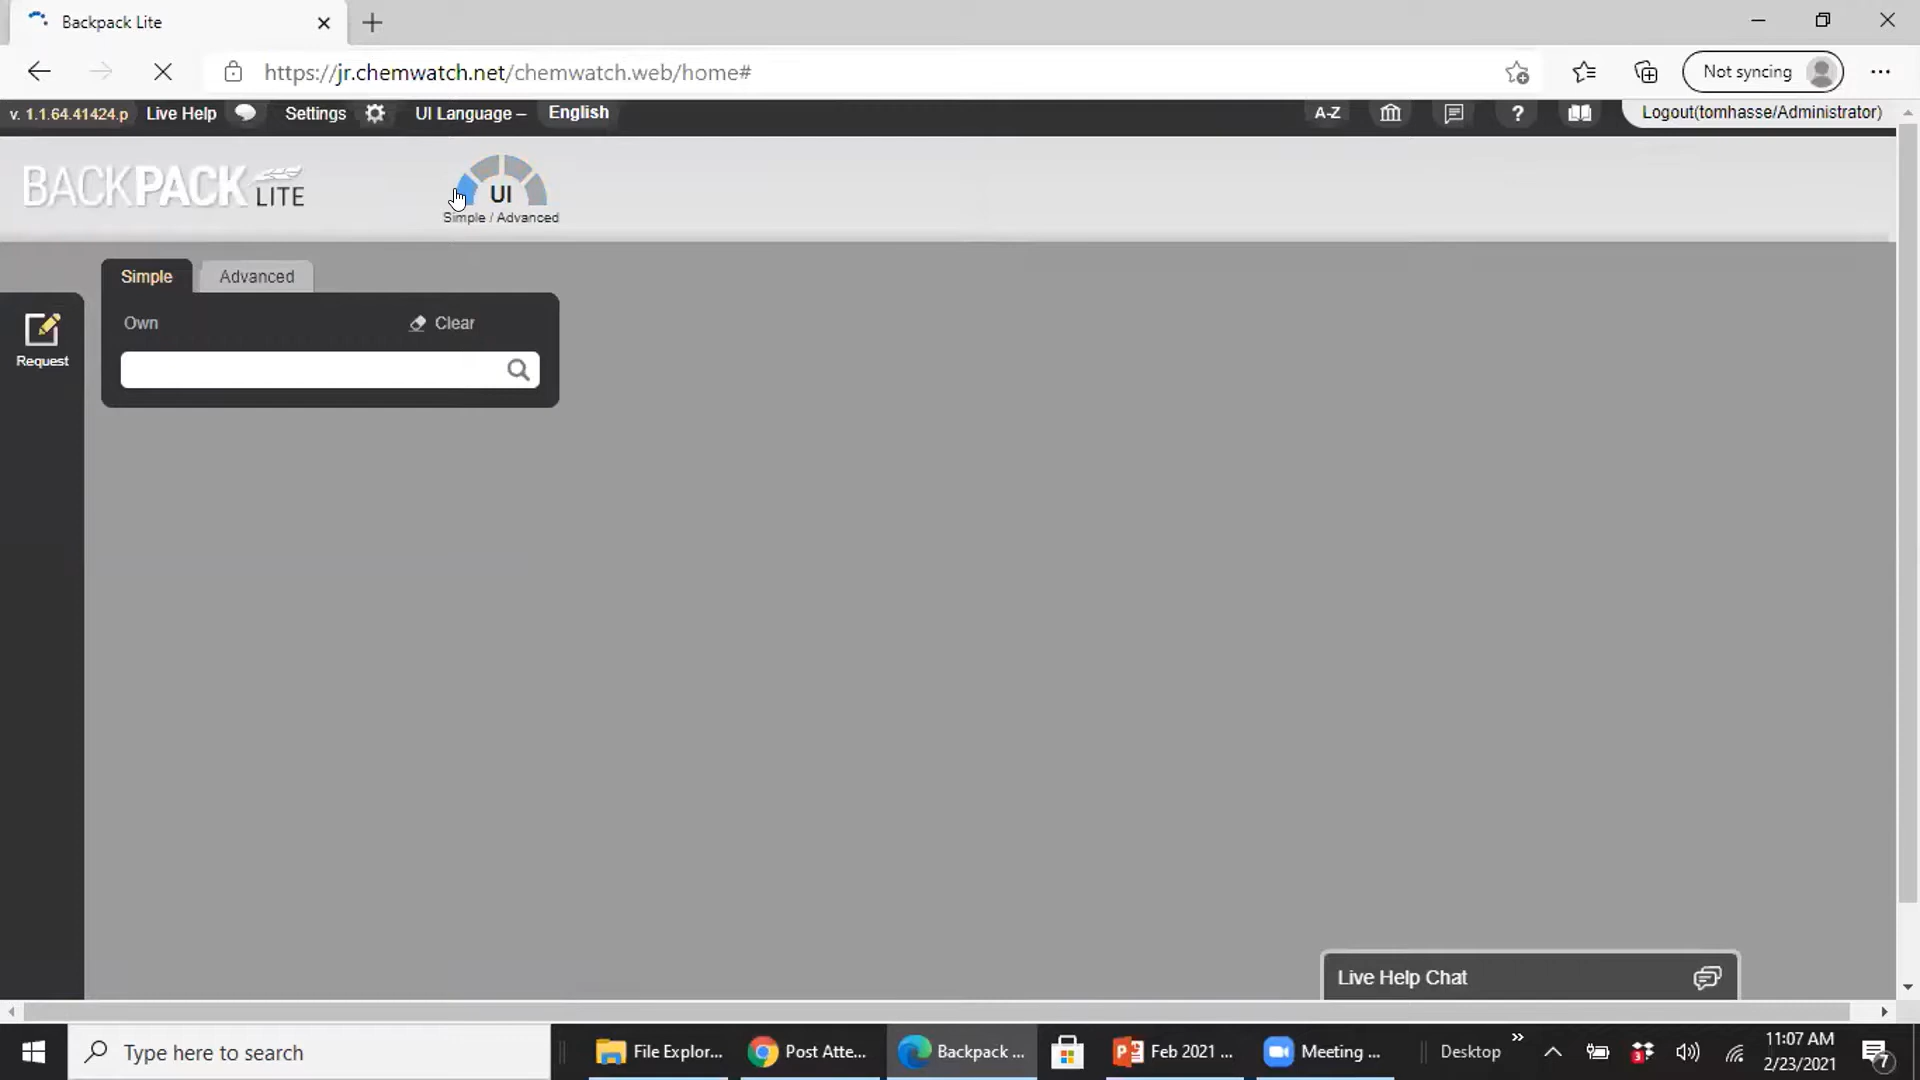 Backpack Lite
https://jr.chemwatch.net/chemwatch.web/home#
Not syncing
v. 1.1.64.41424.p Live Help Settings UI Language – English A-Z ? Logout(tomhasse/Administrator)
BACKPACK LITE
UI
Simple / Advanced
Simple Advanced
Own Clear
Request
Live Help Chat
Type here to search
File Explor... Post Atte... Backpack ... Feb 2021 ... Meeting ... Desktop
3
11:07 AM
2/23/2021
7